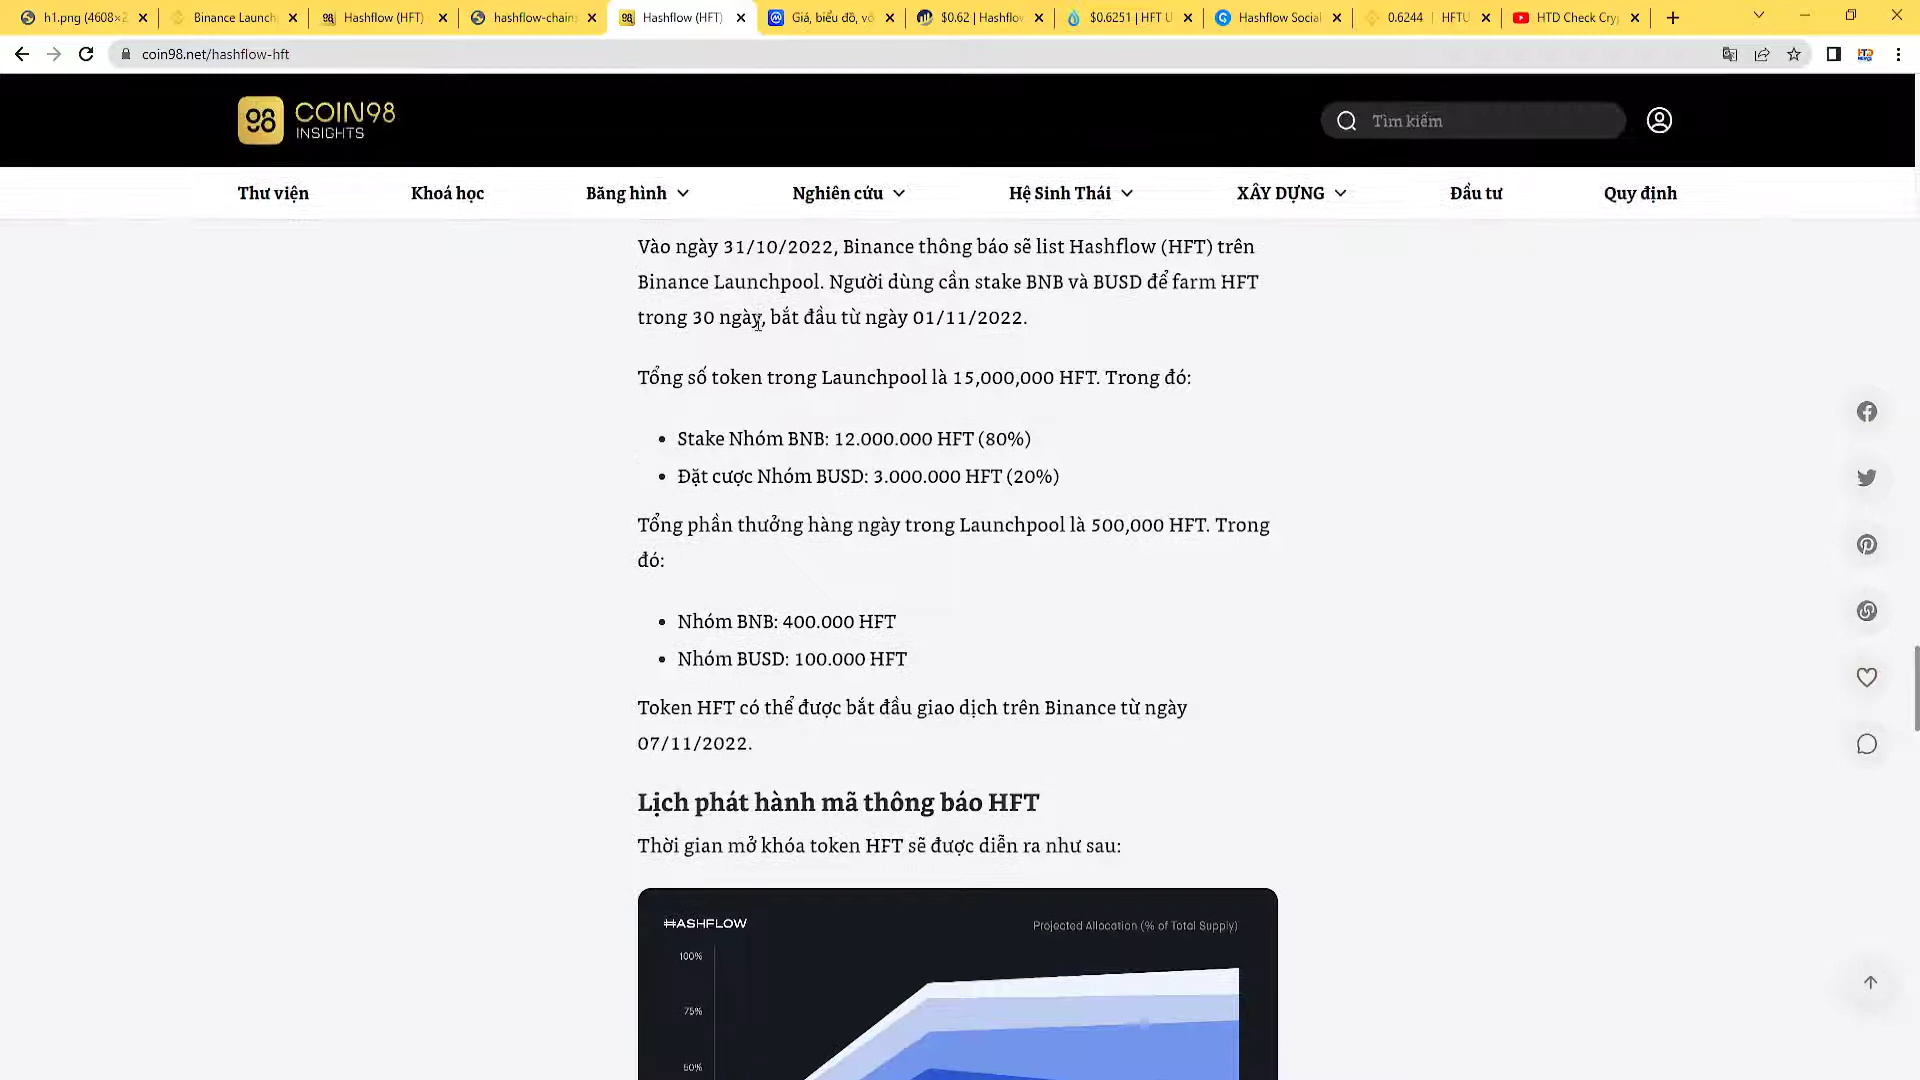 h1.png (4608×2
Binance Launch
Hashflow (HFT)
hashflow-chain
Hashflow (HFT)
Giá, biểu đồ, vố
$0.62 | Hashflo
$0.6251 | HFT U
Hashflow Social
0.6244 | HFTU
HTD Check Cry
coin98.net/hashflow-hft
98
COIN98
INSIGHTS
Tìm kiếm
Thư viện
Khoá học
Băng hình
Nghiên cứu
Hệ Sinh Thái
XÂY DỰNG
Đầu tư
Quy định
Vào ngày 31/10/2022, Binance thông báo sẽ list Hashflow (HFT) trên
Binance Launchpool. Người dùng cần stake BNB và BUSD để farm HFT
trong 30 ngày, bắt đầu từ ngày 01/11/2022.
Tổng số token trong Launchpool là 15,000,000 HFT. Trong đó:
• Stake Nhóm BNB: 12.000.000 HFT (80%)
• Đặt cược Nhóm BUSD: 3.000.000 HFT (20%)
Tổng phần thưởng hàng ngày trong Launchpool là 500,000 HFT. Trong
đó:
• Nhóm BNB: 400.000 HFT
• Nhóm BUSD: 100.000 HFT
Token HFT có thể được bắt đầu giao dịch trên Binance từ ngày
07/11/2022.
Lịch phát hành mã thông báo HFT
Thời gian mở khóa token HFT sẽ được diễn ra như sau:
HASHFLOW
Projected Allocation (% of Total Supply)
100%
75%
50%